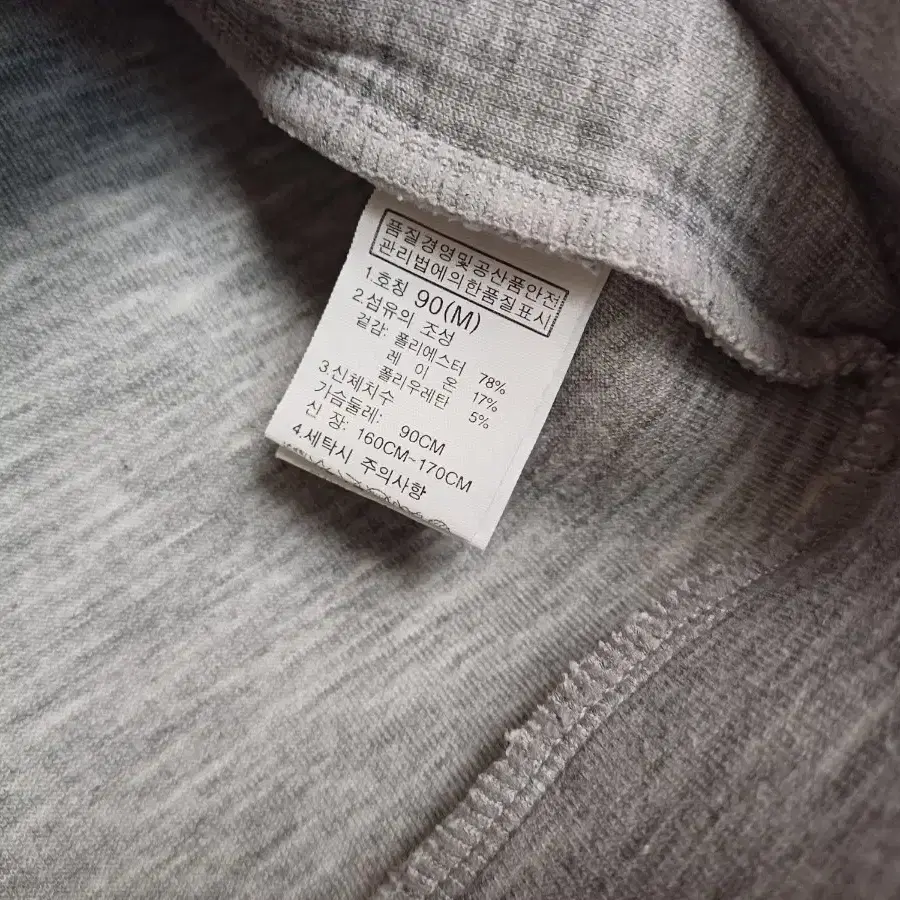 품질경영및공산품안전
관리법에의한품질표시
1.호칭 90(M)
2.섬유의 조성
겉감: 폴리에스터 78%
레 이 온 17%
폴리우레탄 5%
3.신체치수
가슴둘레: 90CM
신 장: 160CM~170CM
4.세탁시 주의사항